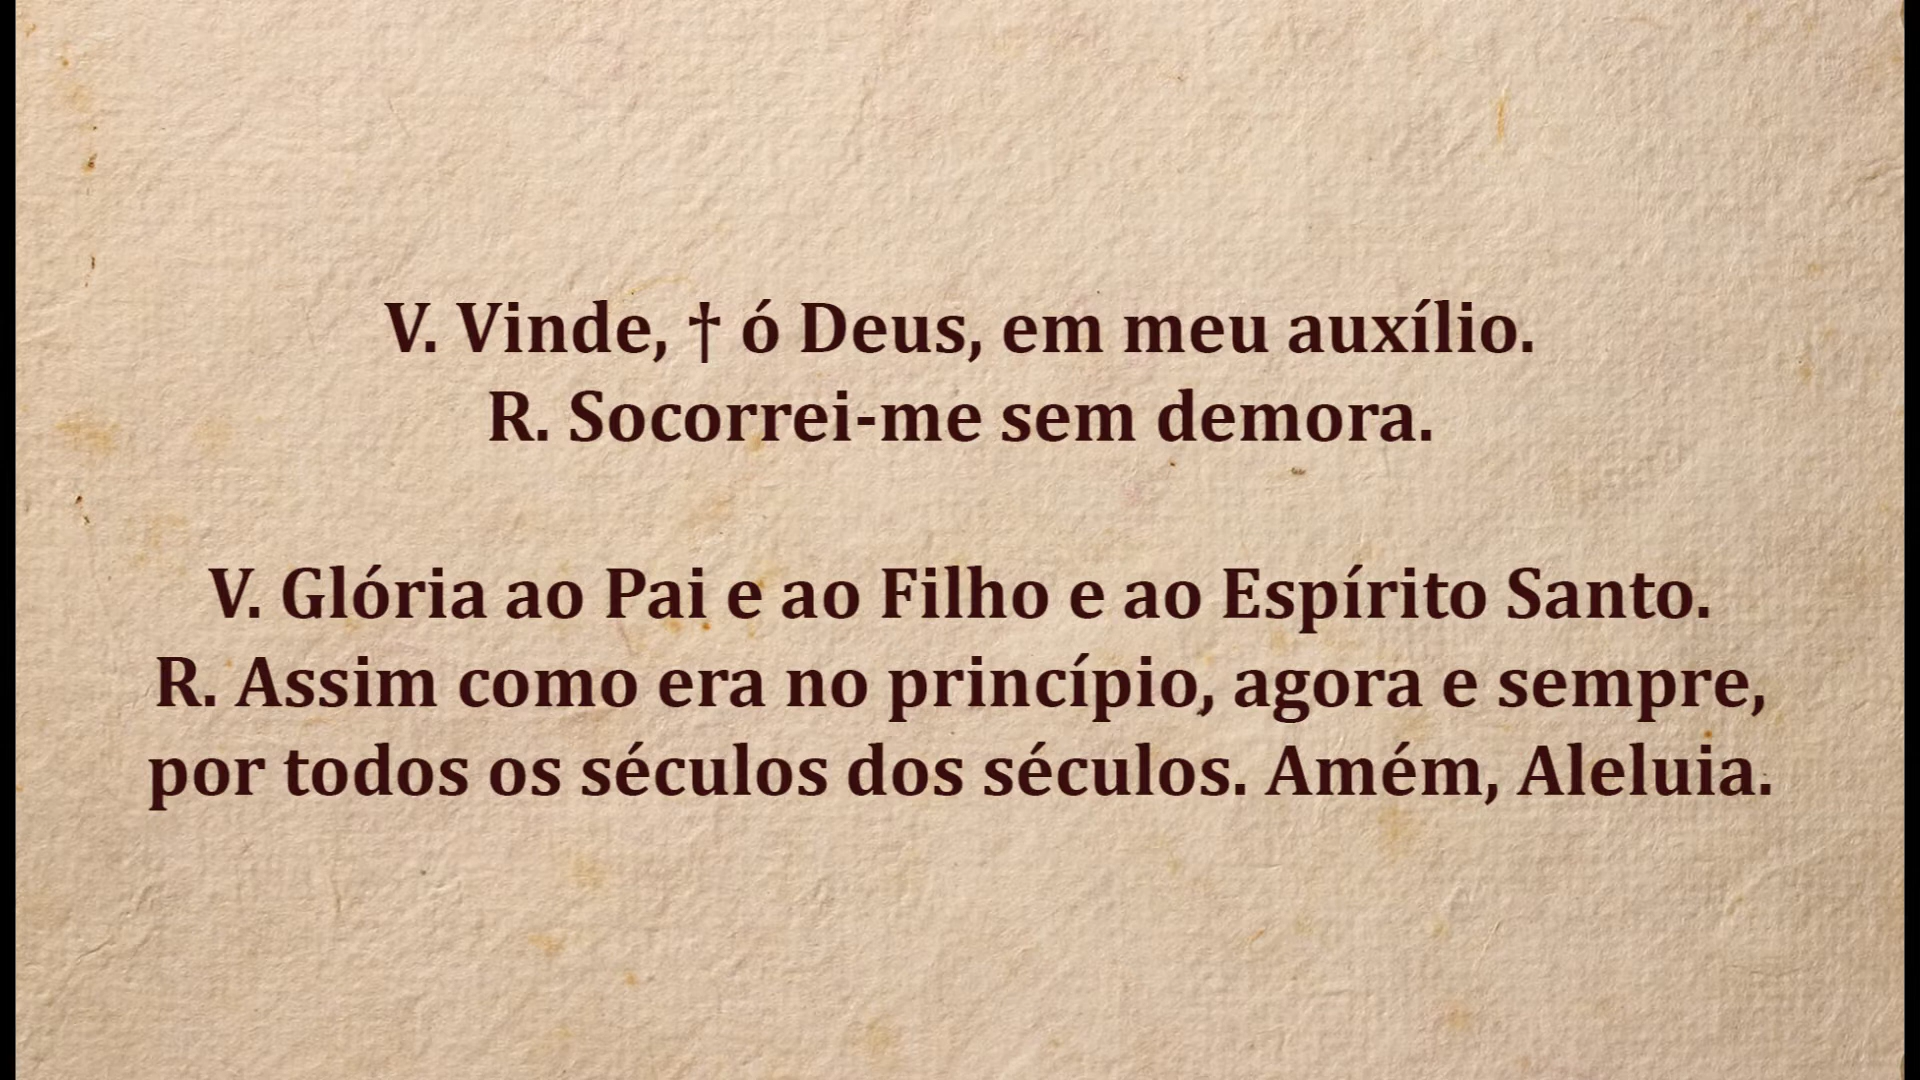 V. Vinde, † ó Deus, em meu auxílio.
R. Socorrei-me sem demora.
V. Glória ao Pai e ao Filho e ao Espírito Santo.
R. Assim como era no princípio, agora e sempre,
por todos os séculos dos séculos. Amém, Aleluia.